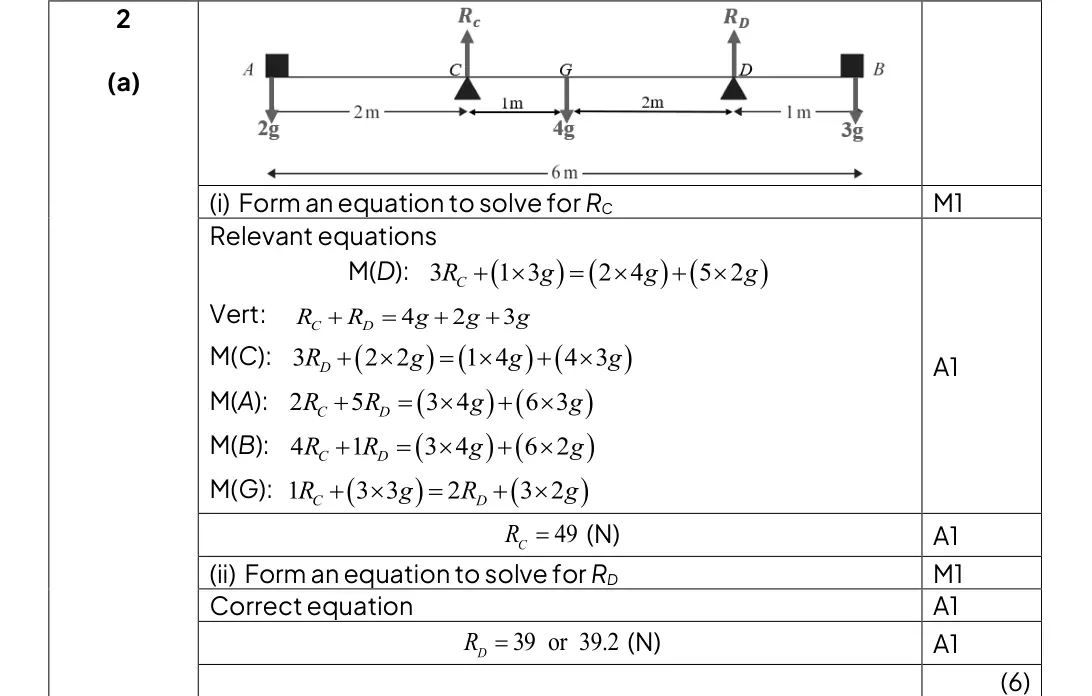 2
(a)
R_C R_D
A C G D B
2 m 1 m 2m 1 m
2g 4g 3g
6 m
(i) Form an equation to solve for R_C M1
Relevant equations
M(D): 3R_C +(1×3g)=(2×4g)+(5×2g)
Vert: R_C + R_D = 4g + 2g + 3g
M(C): 3R_D +(2×2g)=(1×4g)+(4×3g)
A1
M(A): 2R_C +5R_D =(3×4g)+(6×3g)
M(B): 4R_C +1R_D =(3×4g)+(6×2g)
M(G): 1R_C +(3×3g)=2R_D +(3×2g)
R_C = 49 (N) A1
(ii) Form an equation to solve for R_D M1
Correct equation A1
R_D = 39 or 39.2 (N) A1
(6)